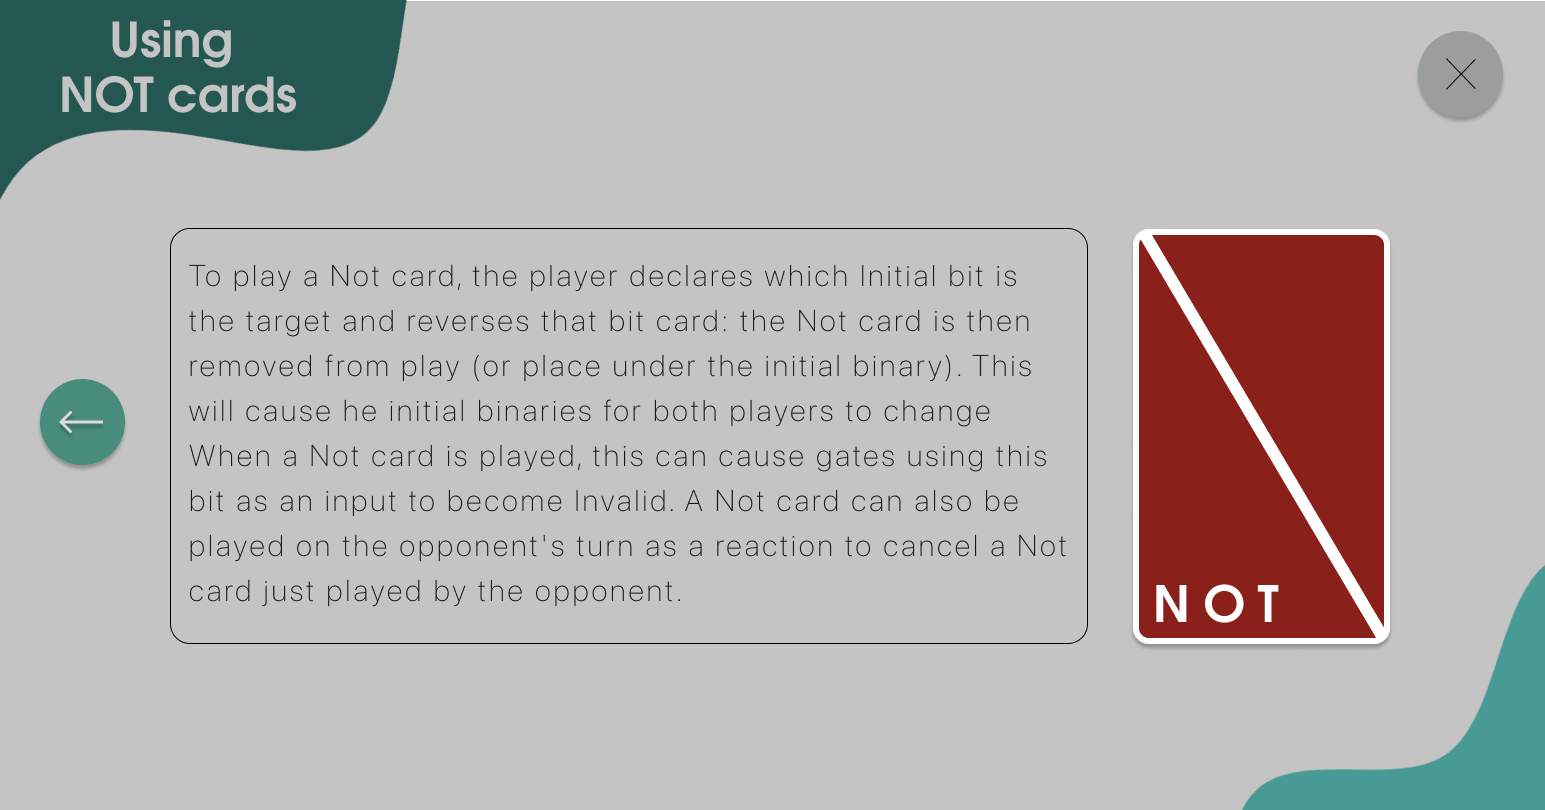 Using
NOT cards
To play a Not card, the player declares which Initial bit is
the target and reverses that bit card: the Not card is then
removed from play (or place under the initial binary). This
will cause he initial binaries for both players to change
When a Not card is played, this can cause gates using this
bit as an input to become Invalid. A Not card can also be
played on the opponent's turn as a reaction to cancel a Not
card just played by the opponent.
NOT